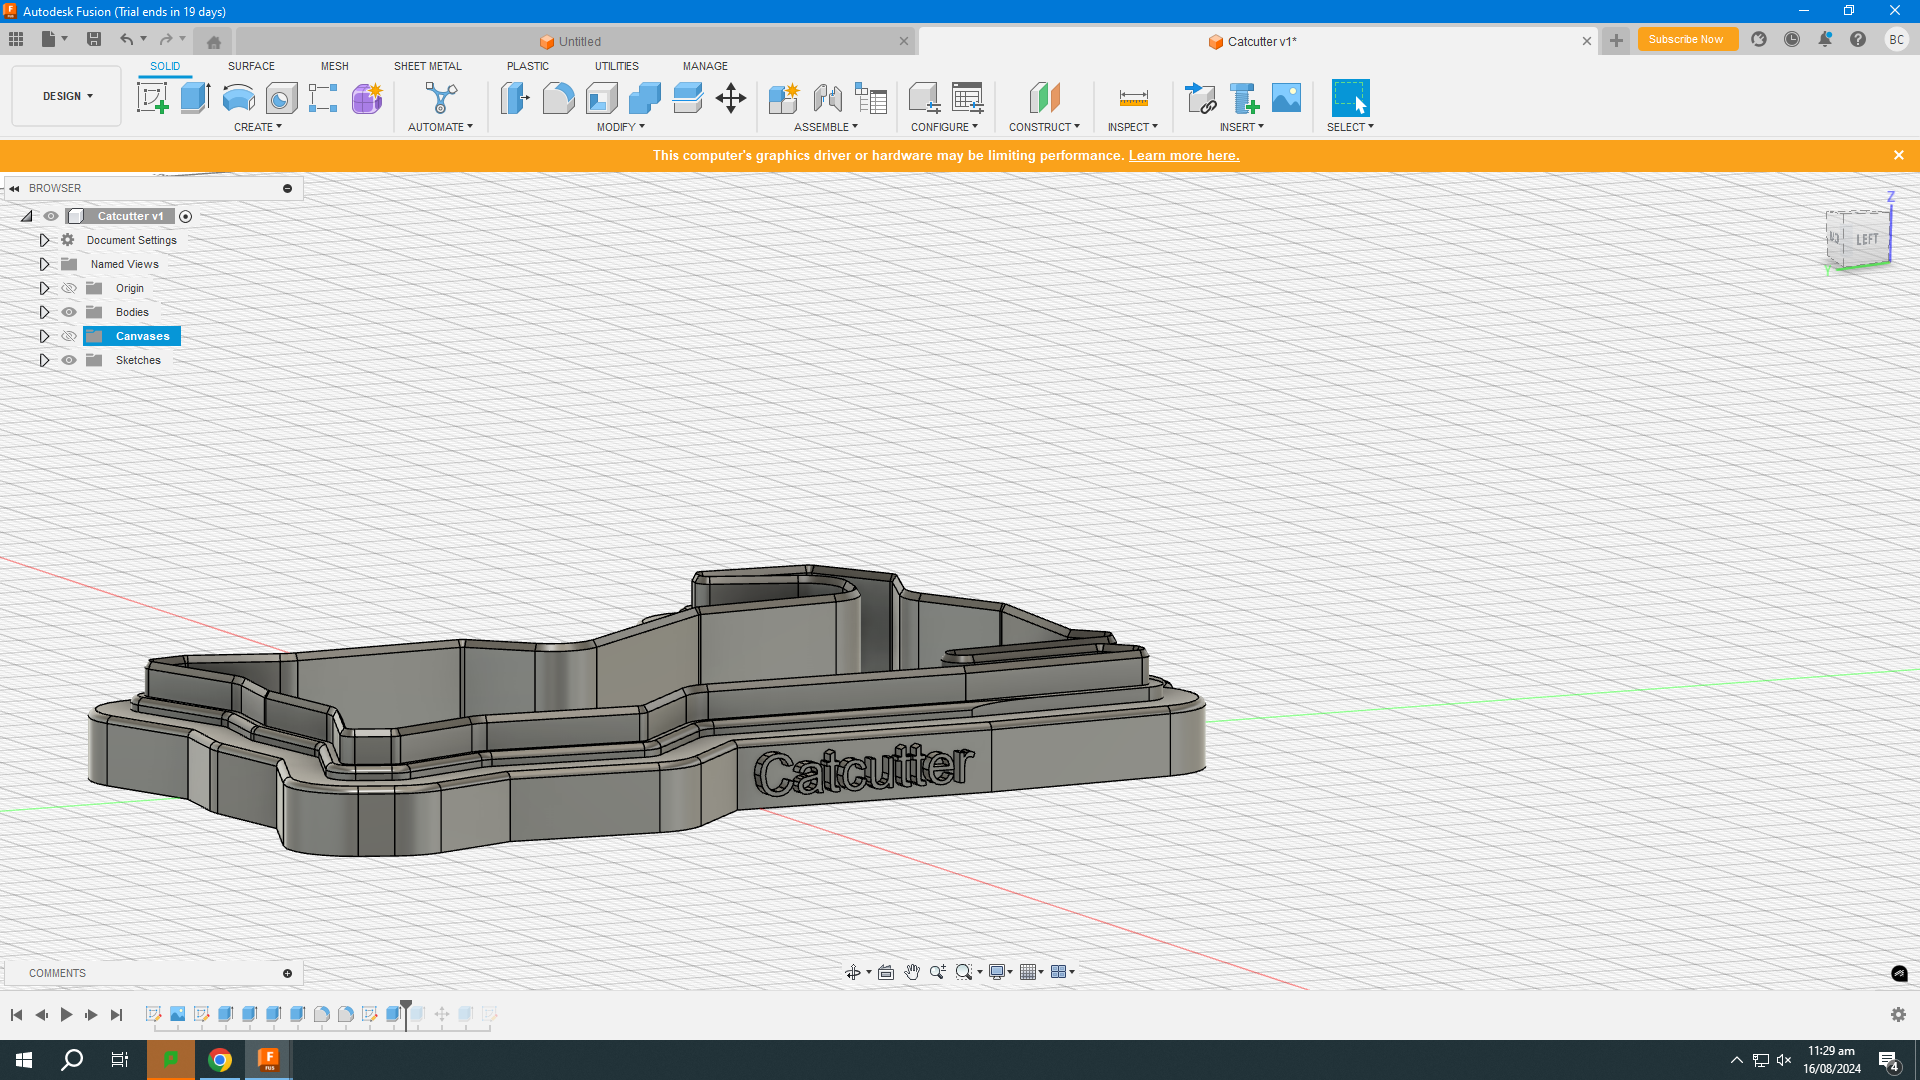 Autodesk Fusion (Trial ends in 19 days)
Untitled
Catcutter v1*
Subscribe Now
BC
DESIGN
SOLID
SURFACE
MESH
SHEET METAL
PLASTIC
UTILITIES
MANAGE
CREATE
AUTOMATE
MODIFY
ASSEMBLE
CONFIGURE
CONSTRUCT
INSPECT
INSERT
SELECT
This computer's graphics driver or hardware may be limiting performance. Learn more here.
BROWSER
Catcutter v1
Document Settings
Named Views
Origin
Bodies
Canvases
Sketches
Z
LEFT
Y
Catcutter
COMMENTS
F
FUS
11:29 am
16/08/2024
4